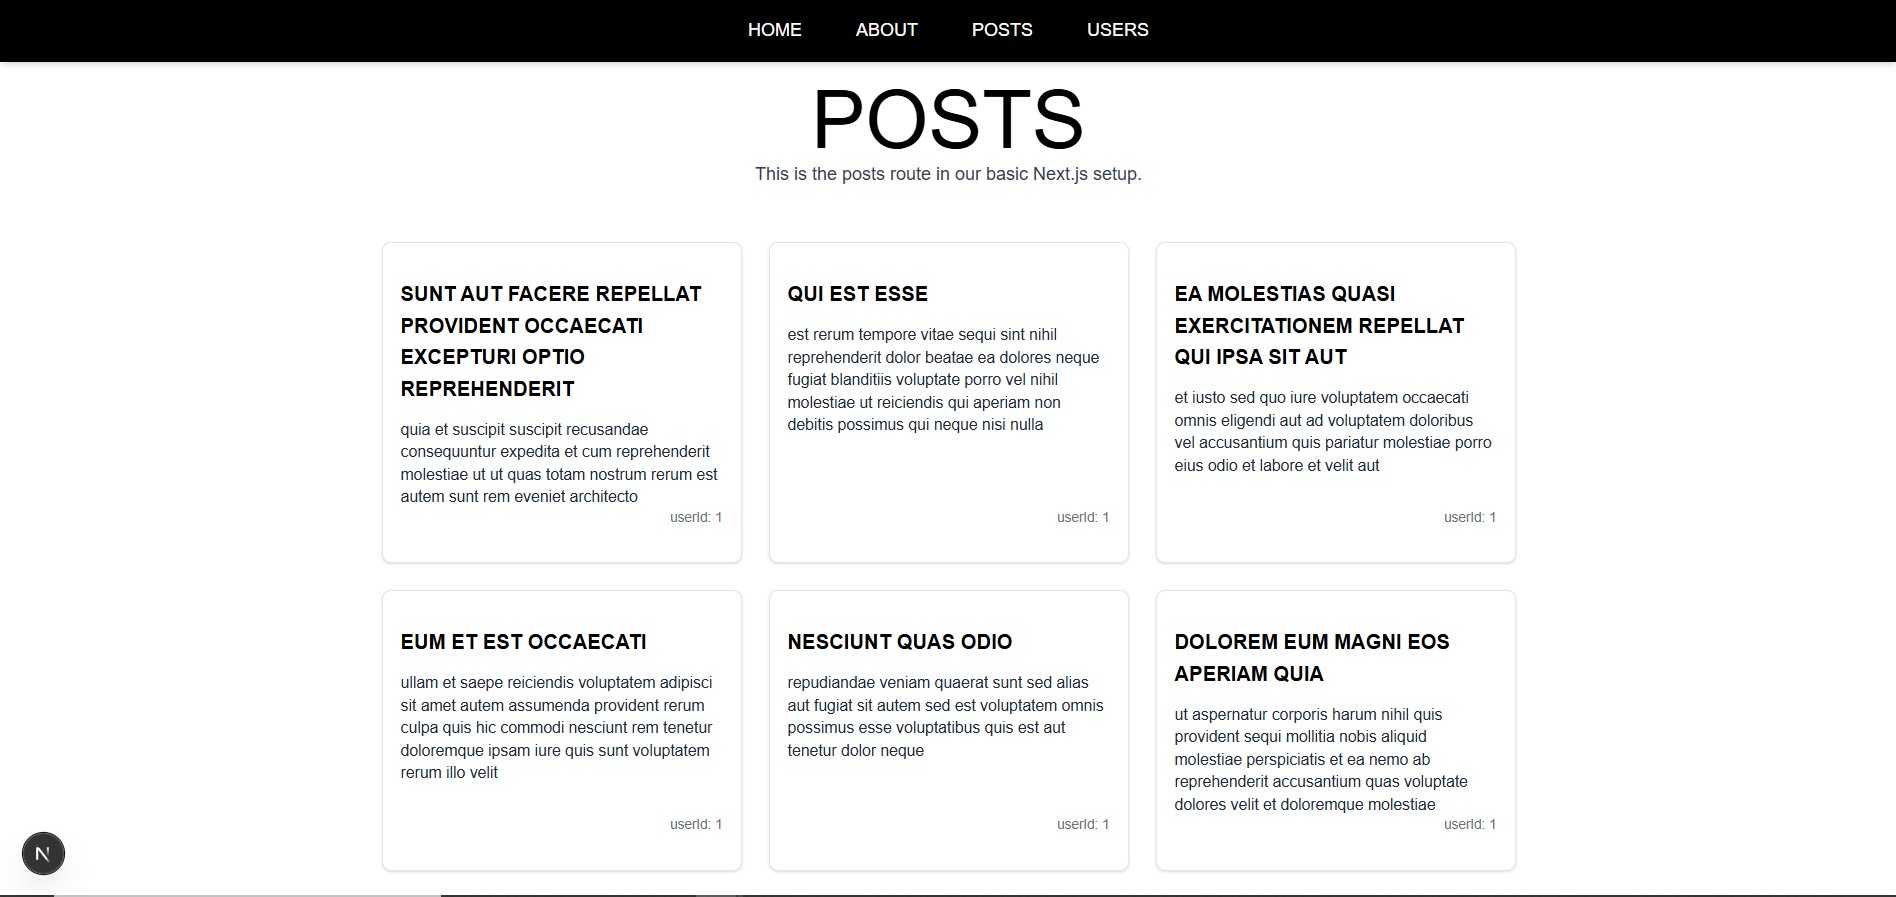 HOME ABOUT POSTS USERS
POSTS
This is the posts route in our basic Next.js setup.
SUNT AUT FACERE REPELLAT
PROVIDENT OCCAECATI
EXCEPTURI OPTIO
REPREHENDERIT
quia et suscipit suscipit recusandae
consequuntur expedita et cum reprehenderit
molestiae ut ut quas totam nostrum rerum est
autem sunt rem eveniet architecto
userId: 1
QUI EST ESSE
est rerum tempore vitae sequi sint nihil
reprehenderit dolor beatae ea dolores neque
fugiat blanditiis voluptate porro vel nihil
molestiae ut reiciendis qui aperiam non
debitis possimus qui neque nisi nulla
userId: 1
EA MOLESTIAS QUASI
EXERCITATIONEM REPELLAT
QUI IPSA SIT AUT
et iusto sed quo iure voluptatem occaecati
omnis eligendi aut ad voluptatem doloribus
vel accusantium quis pariatur molestiae porro
eius odio et labore et velit aut
userId: 1
EUM ET EST OCCAECATI
ullam et saepe reiciendis voluptatem adipisci
sit amet autem assumenda provident rerum
culpa quis hic commodi nesciunt rem tenetur
doloremque ipsam iure quis sunt voluptatem
rerum illo velit
userId: 1
NESCIUNT QUAS ODIO
repudiandae veniam quaerat sunt sed alias
aut fugiat sit autem sed est voluptatem omnis
possimus esse voluptatibus quis est aut
tenetur dolor neque
userId: 1
DOLOREM EUM MAGNI EOS
APERIAM QUIA
ut aspernatur corporis harum nihil quis
provident sequi mollitia nobis aliquid
molestiae perspiciatis et ea nemo ab
reprehenderit accusantium quas voluptate
dolores velit et doloremque molestiae
userId: 1
N